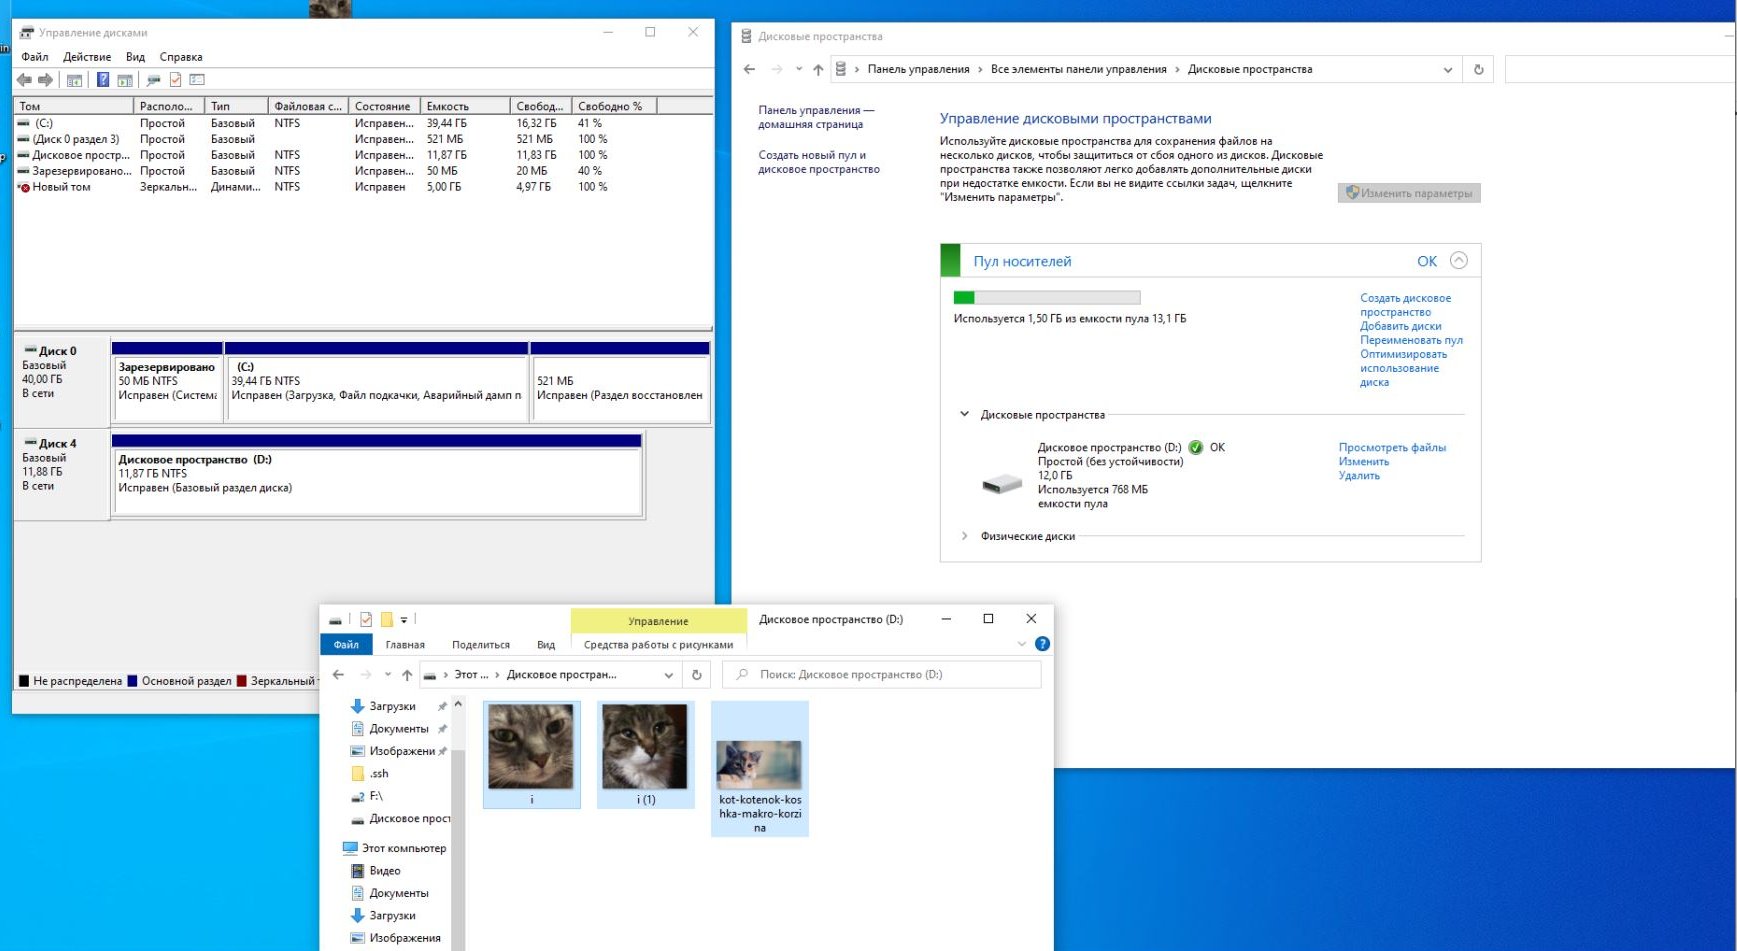 Управление дисками
Файл Действие Вид Справка
Том Располо... Тип Файловая с... Состояние Емкость Свобод... Свободно %
(C:) Простой Базовый NTFS Исправен... 39,44 ГБ 16,32 ГБ 41 %
(Диск 0 раздел 3) Простой Базовый Исправен... 521 МБ 521 МБ 100 %
Дисковое простр... Простой Базовый NTFS Исправен... 11,87 ГБ 11,83 ГБ 100 %
Зарезервировано... Простой Базовый NTFS Исправен... 50 МБ 20 МБ 40 %
Новый том Зеркальн... Динами... NTFS Исправен 5,00 ГБ 4,97 ГБ 100 %
Диск 0
Базовый
40,00 ГБ
В сети
Зарезервировано
50 МБ NTFS
Исправен (Система
(C:)
39,44 ГБ NTFS
Исправен (Загрузка, Файл подкачки, Аварийный дамп п
521 МБ
Исправен (Раздел восстановлен
Диск 4
Базовый
11,88 ГБ
В сети
Дисковое пространство (D:)
11,87 ГБ NTFS
Исправен (Базовый раздел диска)
Не распределена Основной раздел Зеркальный
Дисковые пространства
Панель управления Все элементы панели управления Дисковые пространства
Панель управления —
домашняя страница
Создать новый пул и
дисковое пространство
Управление дисковыми пространствами
Используйте дисковые пространства для сохранения файлов на
несколько дисков, чтобы защититься от сбоя одного из дисков. Дисковые
пространства также позволяют легко добавлять дополнительные диски
при недостатке емкости. Если вы не видите ссылки задач, щелкните
"Изменить параметры".
Изменить параметры
Пул носителей OK
Используется 1,50 ГБ из емкости пула 13,1 ГБ
Создать дисковое
пространство
Добавить диски
Переименовать пул
Оптимизировать
использование
диска
Дисковые пространства
Дисковое пространство (D:) OK
Простой (без устойчивости)
12,0 ГБ
Используется 768 МБ
емкости пула
Просмотреть файлы
Изменить
Удалить
Физические диски
Управление
Дисковое пространство (D:)
Файл Главная Поделиться Вид Средства работы с рисунками
Этот ... Дисковое простран...
Поиск: Дисковое пространство (D:)
Загрузки
Документы
Изображени
.ssh
F:\
Дисковое прост
Этот компьютер
Видео
Документы
Загрузки
Изображения
i
i (1)
kot-kotenok-kos
hka-makro-korzi
na